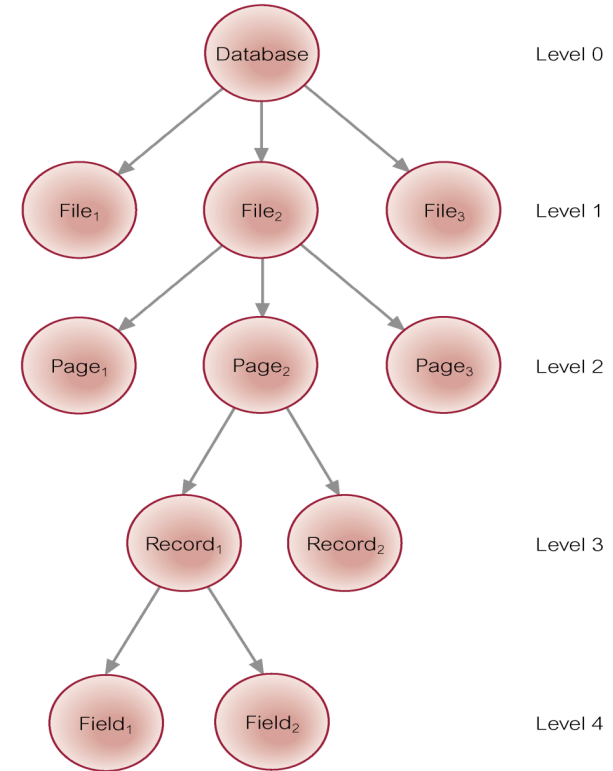 Database Level 0
File₁ File₂ File₃ Level 1
Page₁ Page₂ Page₃ Level 2
Record₁ Record₂ Level 3
Field₁ Field₂ Level 4